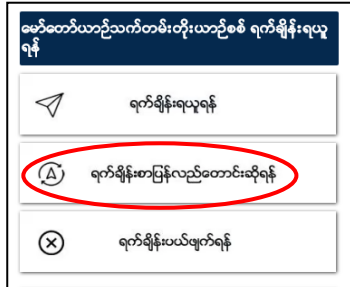 မော်တော်ယာဉ်သက်တမ်းတိုးယာဉ်စစ် ရက်ချိန်းရယူ
ရန်
ရက်ချိန်းရယူရန်
ရက်ချိန်းစာပြန်လည်တောင်းဆိုရန်
ရက်ချိန်းပယ်ဖျက်ရန်